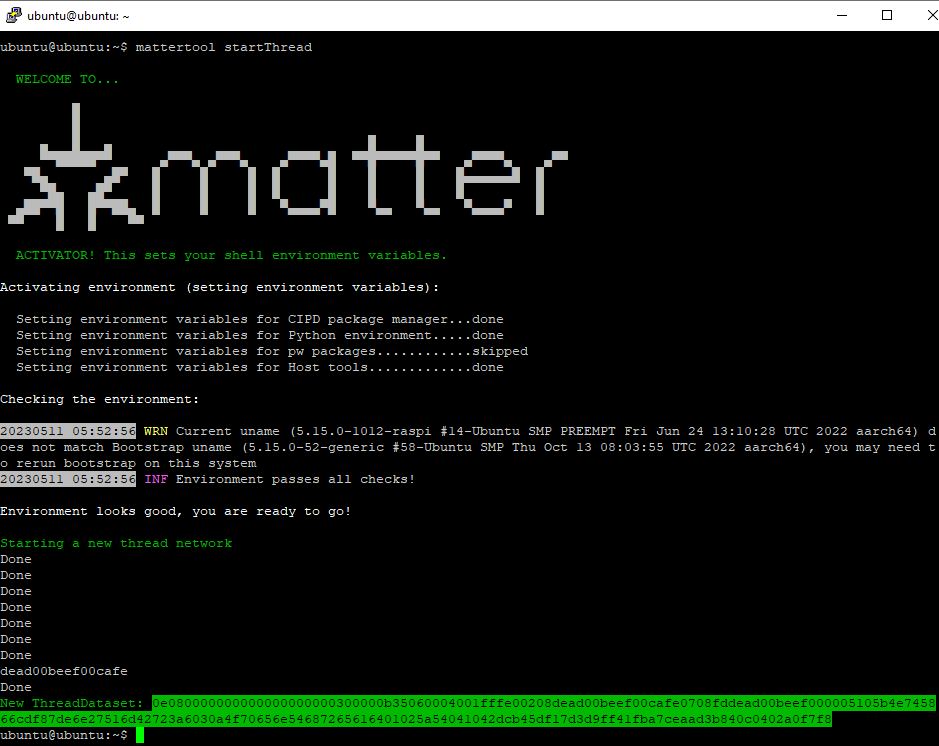 ubuntu@ubuntu: ~
ubuntu@ubuntu:~$ mattertool startThread
WELCOME TO...
matter
ACTIVATOR! This sets your shell environment variables.
Activating environment (setting environment variables):
Setting environment variables for CIPD package manager...done
Setting environment variables for Python environment.....done
Setting environment variables for pw packages............skipped
Setting environment variables for Host tools.............done
Checking the environment:
20230511 05:52:56 WRN Current uname (5.15.0-1012-raspi #14-Ubuntu SMP PREEMPT Fri Jun 24 13:10:28 UTC 2022 aarch64) d
oes not match Bootstrap uname (5.15.0-52-generic #58-Ubuntu SMP Thu Oct 13 08:03:55 UTC 2022 aarch64), you may need t
o rerun bootstrap on this system
20230511 05:52:56 INF Environment passes all checks!
Environment looks good, you are ready to go!
Starting a new thread network
Done
Done
Done
Done
Done
Done
Done
dead00beef00cafe
Done
New ThreadDataset: 0e080000000000000000000300000b35060004001fffe00208dead00beef00cafe0708fddead00beef000005105b4e7458
66cdf87de6e27516d42723a6030a4f70656e54687265616401025a54041042dcb45df17d3d9ff41fba7ceaad3b840c0402a0f7f8
ubuntu@ubuntu:~$